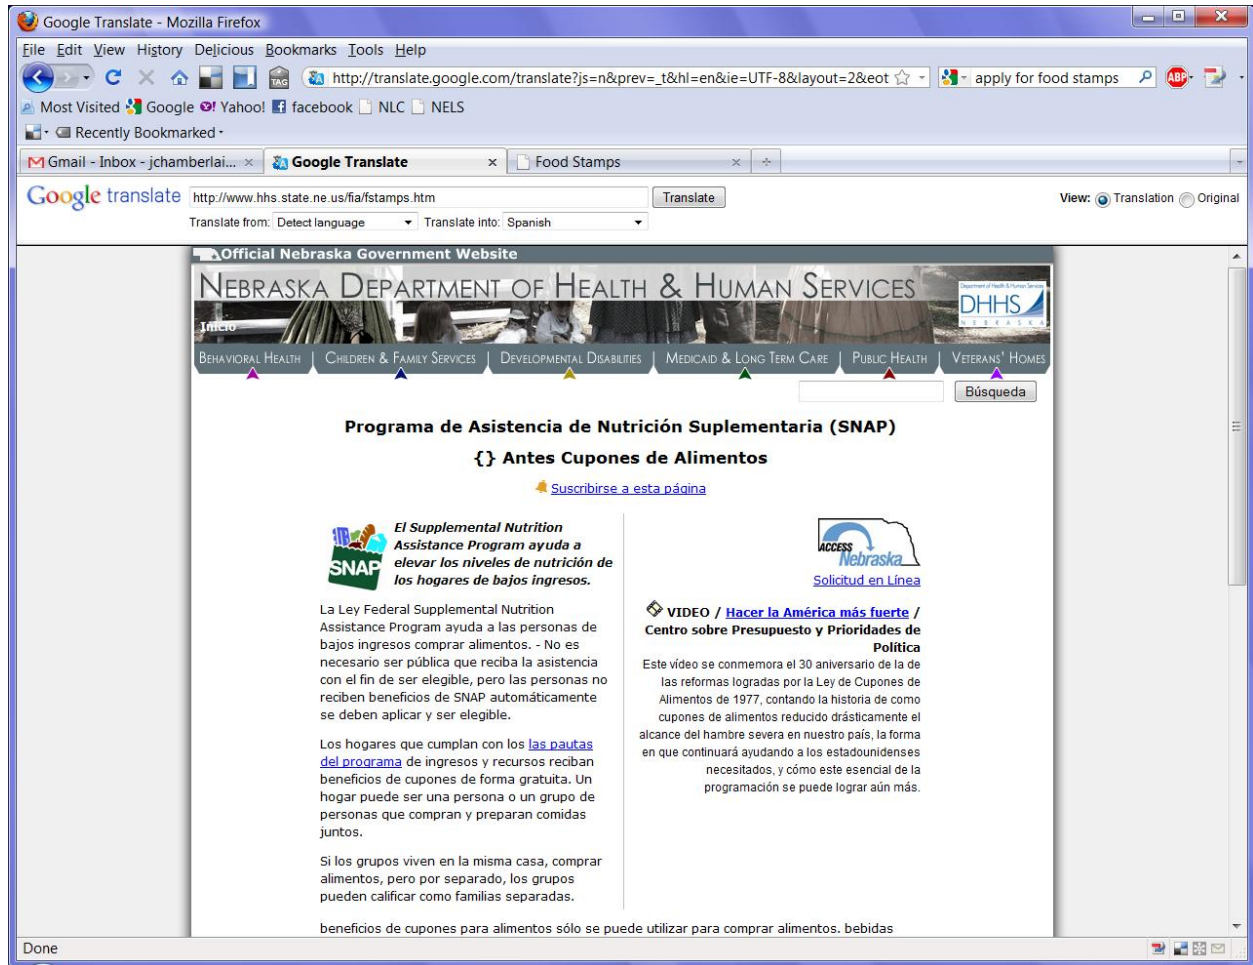 Google Translate - Mozilla Firefox
File Edit View History Delicious Bookmarks Tools Help
TAG http://translate.google.com/translate?js=n&prev=_t&hl=en&ie=UTF-8&layout=2&eot apply for food stamps ABP
Most Visited Google Yahoo! facebook NLC NELS
Recently Bookmarked
Gmail - Inbox - jchamberlai... Google Translate Food Stamps
Google translate http://www.hhs.state.ne.us/fia/fstamps.htm Translate View: Translation Original
Translate from: Detect language Translate into: Spanish
Official Nebraska Government Website
NEBRASKA DEPARTMENT OF HEALTH & HUMAN SERVICES
Department of Health & Human Services
DHHS
NEBRASKA
Inicio
BEHAVIORAL HEALTH | CHILDREN & FAMILY SERVICES | DEVELOPMENTAL DISABILITIES | MEDICAID & LONG TERM CARE | PUBLIC HEALTH | VETERANS' HOMES
Búsqueda
Programa de Asistencia de Nutrición Suplementaria (SNAP)
{} Antes Cupones de Alimentos
Suscribirse a esta página
SNAP
El Supplemental Nutrition
Assistance Program ayuda a
elevar los niveles de nutrición de
los hogares de bajos ingresos.
La Ley Federal Supplemental Nutrition
Assistance Program ayuda a las personas de
bajos ingresos comprar alimentos. - No es
necesario ser pública que reciba la asistencia
con el fin de ser elegible, pero las personas no
reciben beneficios de SNAP automáticamente
se deben aplicar y ser elegible.
Los hogares que cumplan con los las pautas
del programa de ingresos y recursos reciban
beneficios de cupones de forma gratuita. Un
hogar puede ser una persona o un grupo de
personas que compran y preparan comidas
juntos.
Si los grupos viven en la misma casa, comprar
alimentos, pero por separado, los grupos
pueden calificar como familias separadas.
ACCESS
Nebraska
Solicitud en Línea
VIDEO / Hacer la América más fuerte /
Centro sobre Presupuesto y Prioridades de
Política
Este vídeo se conmemora el 30 aniversario de la de
las reformas logradas por la Ley de Cupones de
Alimentos de 1977, contando la historia de como
cupones de alimentos reducido drásticamente el
alcance del hambre severa en nuestro país, la forma
en que continuará ayudando a los estadounidenses
necesitados, y cómo este esencial de la
programación se puede lograr aún más.
beneficios de cupones para alimentos sólo se puede utilizar para comprar alimentos. bebidas
Done